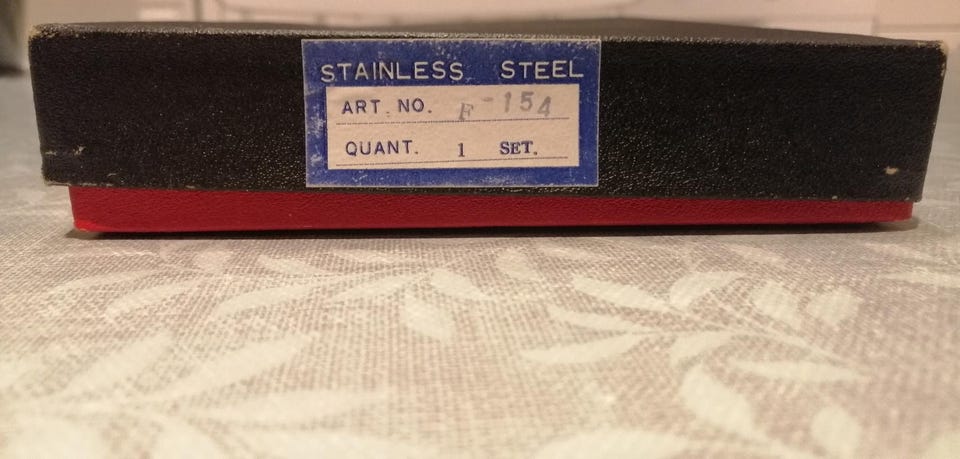 STAINLESS STEEL
ART. NO. F-154
QUANT. 1 SET.